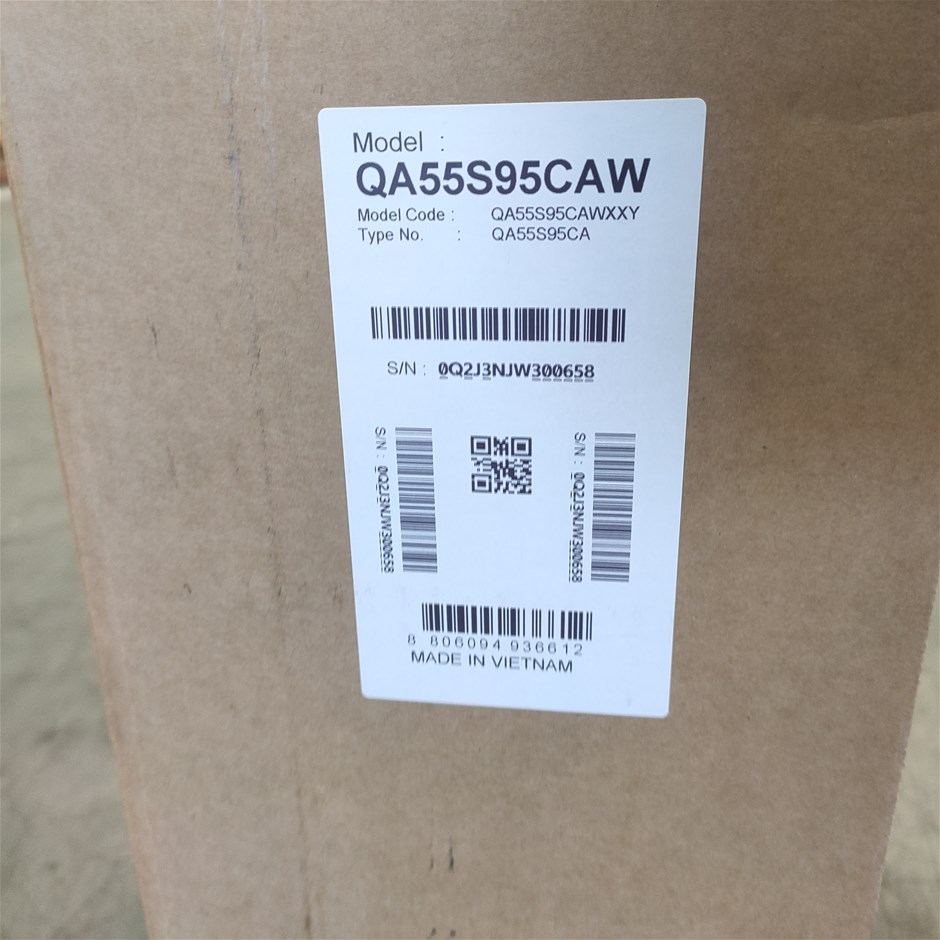 Model :
QA55S95CAW
Model Code : QA55S95CAWXXY
Type No. : QA55S95CA
S/N : 0Q2J3NJW300658
S/N : 0Q2J3NJW300658
S/N : 0Q2J3NJW300658
8 806094 936612
MADE IN VIETNAM